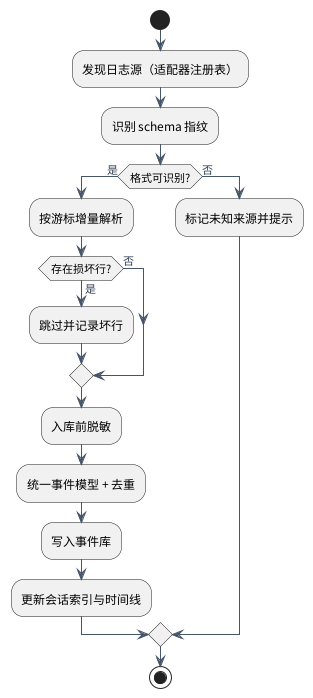 发现日志源（适配器注册表）
识别 schema 指纹
是
格式可识别?
否
按游标增量解析
标记未知来源并提示
存在损坏行?
否
是
跳过并记录坏行
入库前脱敏
统一事件模型 + 去重
写入事件库
更新会话索引与时间线